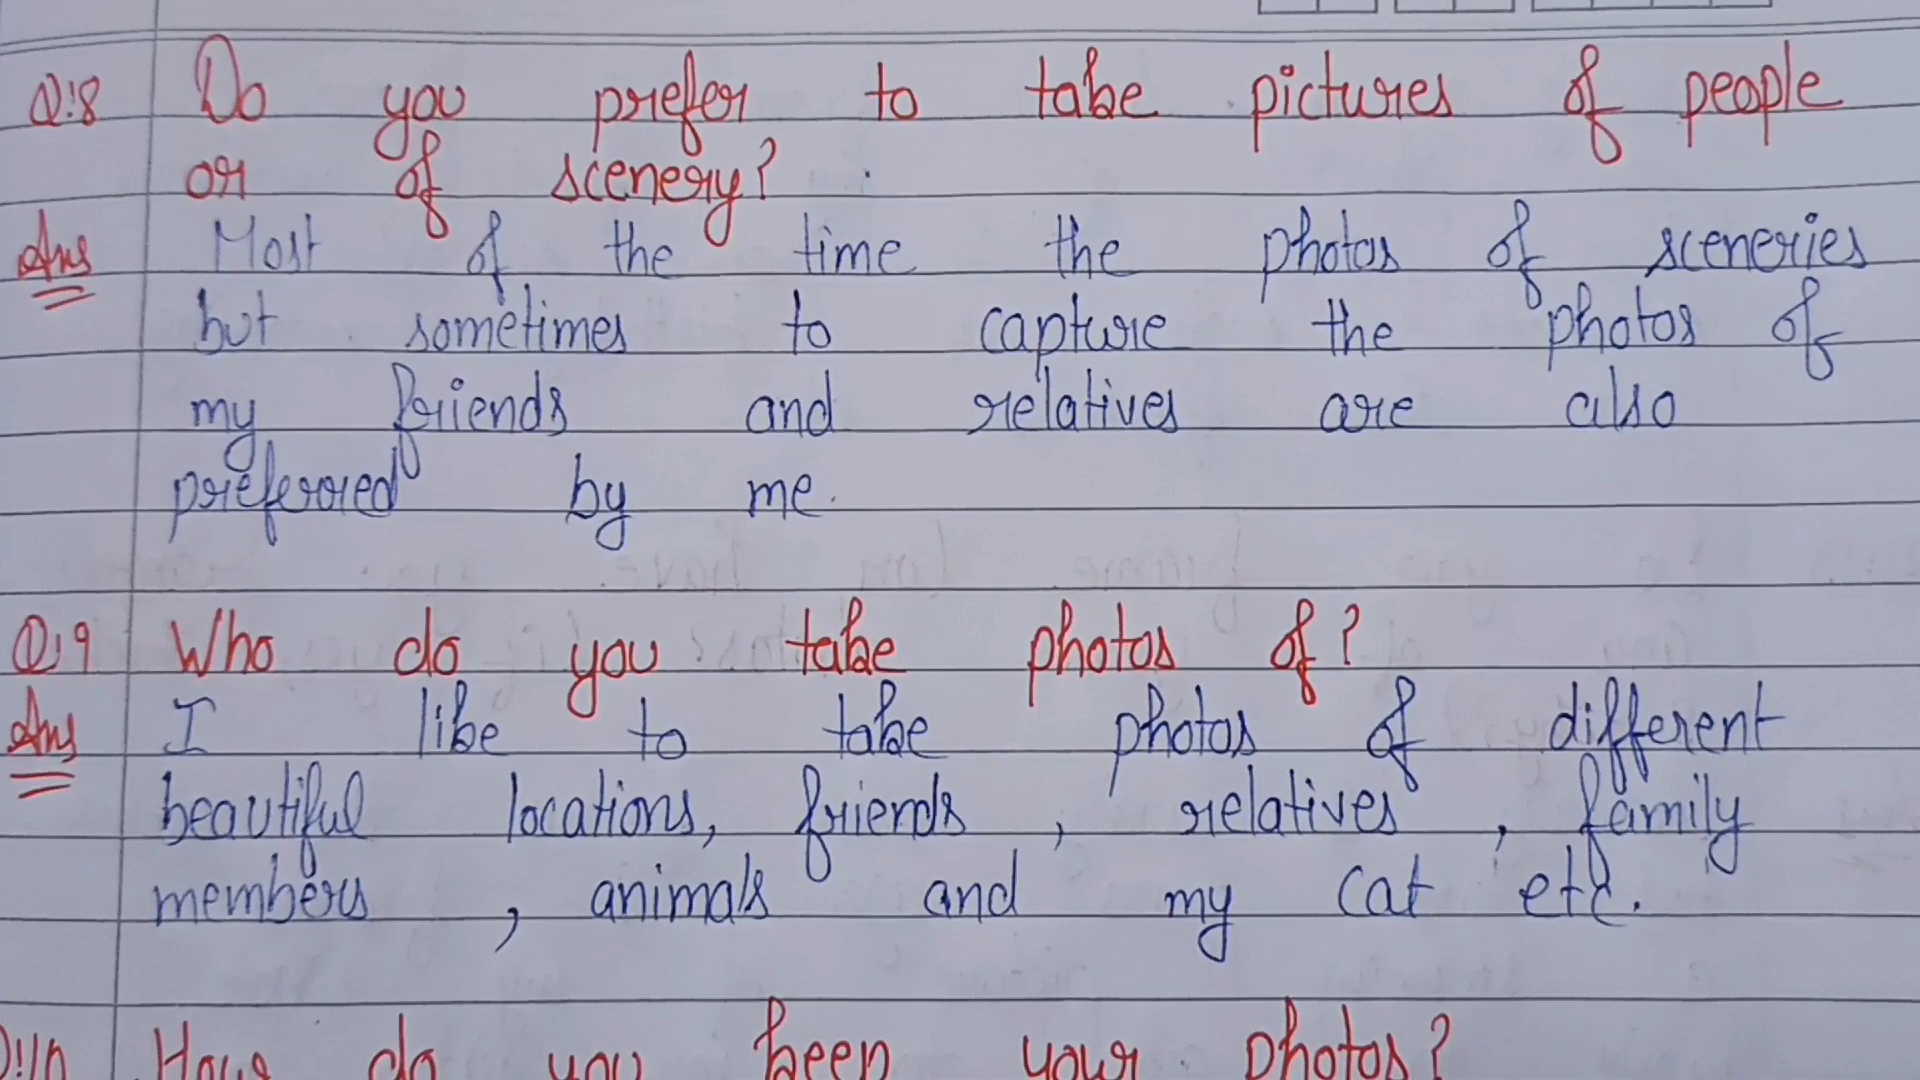 Q:8 Do you prefer to take pictures of people
or of scenery?
Ans Most of the time the photos of sceneries
but sometimes to capture the photos of
my friends and relatives are also
preferred by me.
Q:9 Who do you take photos of?
Ans I like to take photos of different
beautiful locations, friends, relatives, family
members, animals and my cat etc.
Q:10 How do you keep your photos?